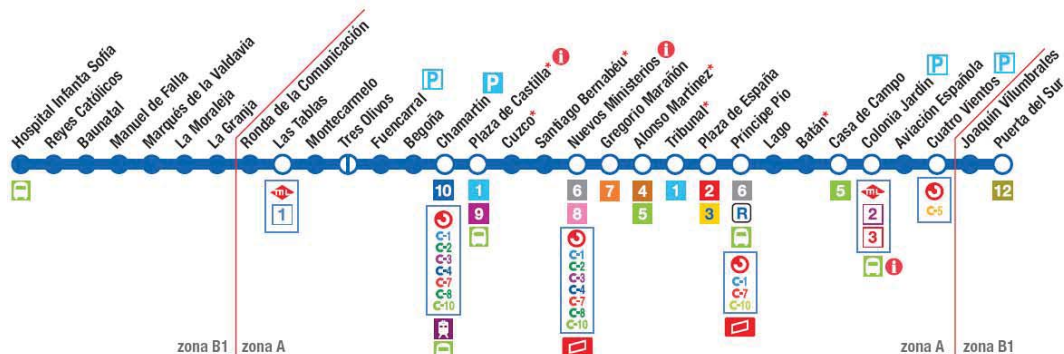 Hospital Infanta Sofía
Reyes Católicos
Baunatal
Manuel de Falla
Marqués de la Valdavia
La Moraleja
La Granja
Ronda de la Comunicación
Las Tablas
Montecarmelo
Tres Olivos
Fuencarral
P
Begoña
Chamartín
Plaza de Castilla*
P
i
Cuzco*
Santiago Bernabéu*
Nuevos Ministerios
i
Gregorio Marañón
Alonso Martínez*
Tribunal*
Plaza de España
Príncipe Pío
Lago
Batán*
Casa de Campo
Colonia Jardín
Aviación Española
Cuatro Vientos
P
Joaquín Vilumbrales
Puerta del Sur
P
ML
1
10
C-1
C-2
C-3
C-4
C-7
C-8
C-10
1
9
6
8
C-1
C-2
C-3
C-4
C-7
C-8
C-10
7
4
5
1
2
3
6
R
C-1
C-7
C-10
5
ML
2
3
i
C-5
12
zona B1
zona A
zona A
zona B1